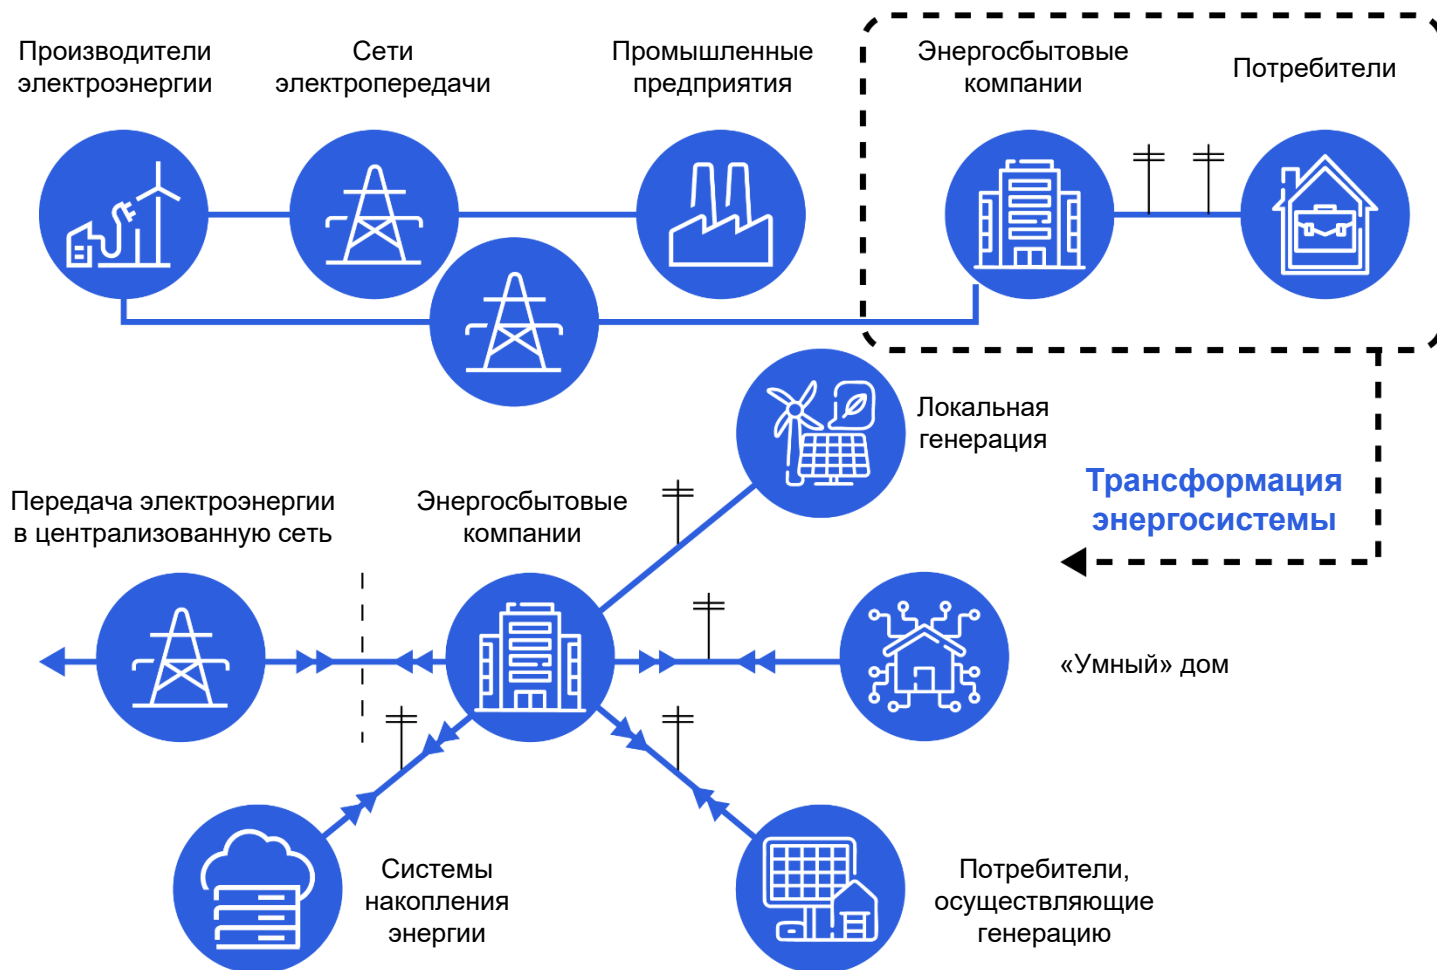 Производители
электроэнергии
Сети
электропередачи
Промышленные
предприятия
Энергосбытовые
компании
Потребители
Локальная
генерация
Трансформация
энергосистемы
Передача электроэнергии
в централизованную сеть
Энергосбытовые
компании
«Умный» дом
Системы
накопления
энергии
Потребители,
осуществляющие
генерацию